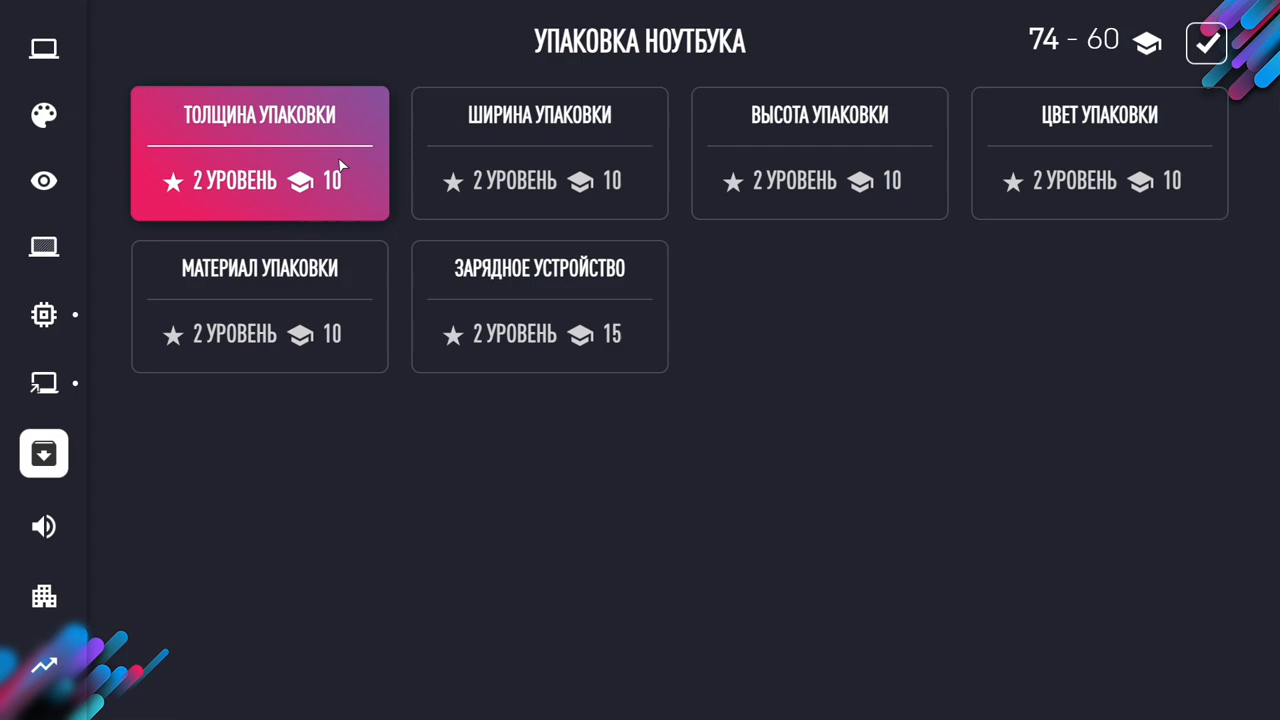 УПАКОВКА НОУТБУКА
74 - 60
ТОЛЩИНА УПАКОВКИ
2 УРОВЕНЬ 10
ШИРИНА УПАКОВКИ
2 УРОВЕНЬ 10
ВЫСОТА УПАКОВКИ
2 УРОВЕНЬ 10
ЦВЕТ УПАКОВКИ
2 УРОВЕНЬ 10
МАТЕРИАЛ УПАКОВКИ
2 УРОВЕНЬ 10
ЗАРЯДНОЕ УСТРОЙСТВО
2 УРОВЕНЬ 15